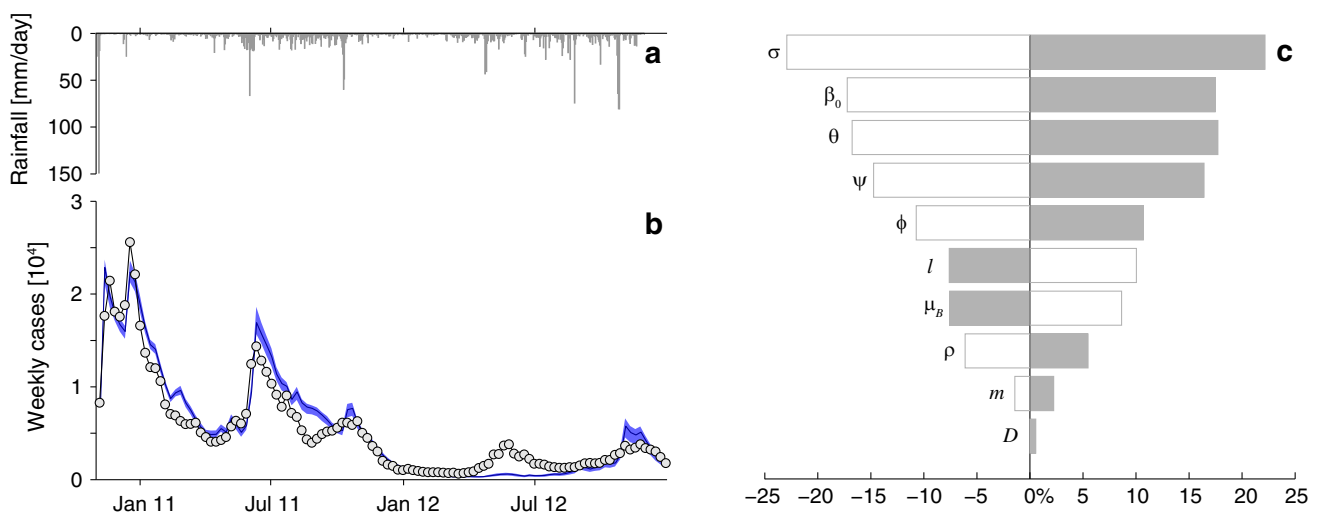 Rainfall [mm/day]
0
50
100
150
a
Weekly cases [10⁴]
3
2
1
0
b
Jan 11
Jul 11
Jan 12
Jul 12
c
σ
β₀
θ
ψ
ϕ
l
μ_B
ρ
m
D
−25
−20
−15
−10
−5
0%
5
10
15
20
25